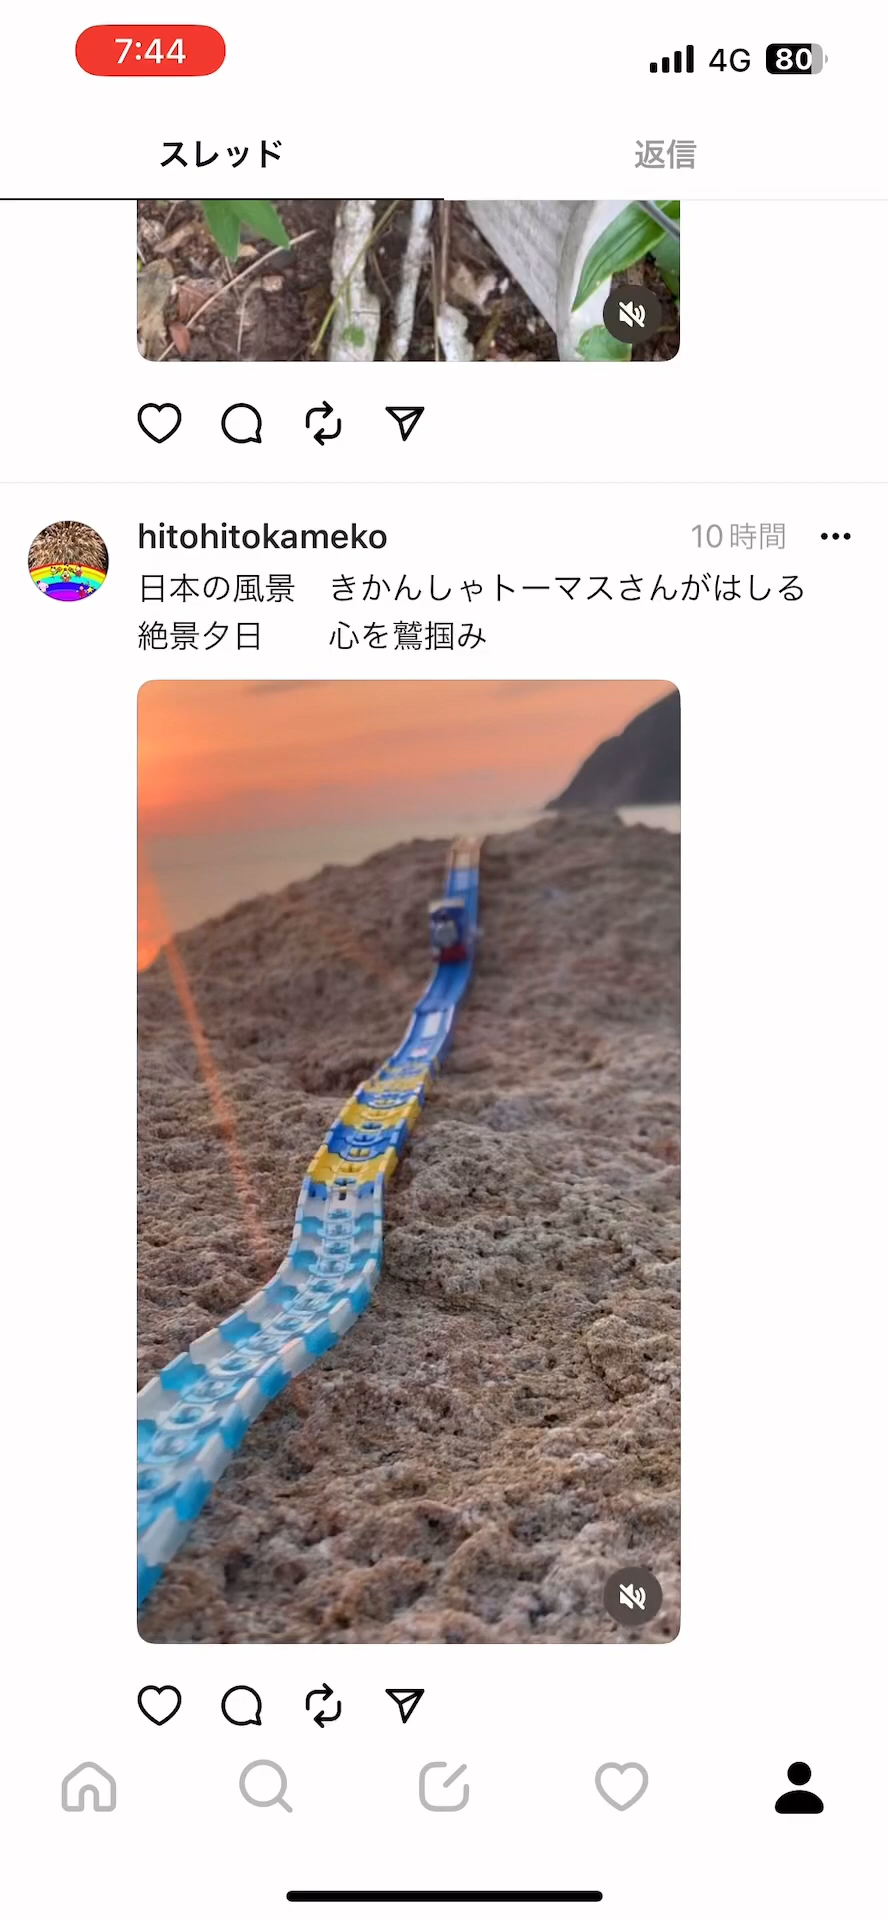 7:44
4G 80
スレッド 返信
hitohitokameko 10時間
日本の風景　きかんしゃトーマスさんがはしる
絶景夕日　　心を鷲掴み